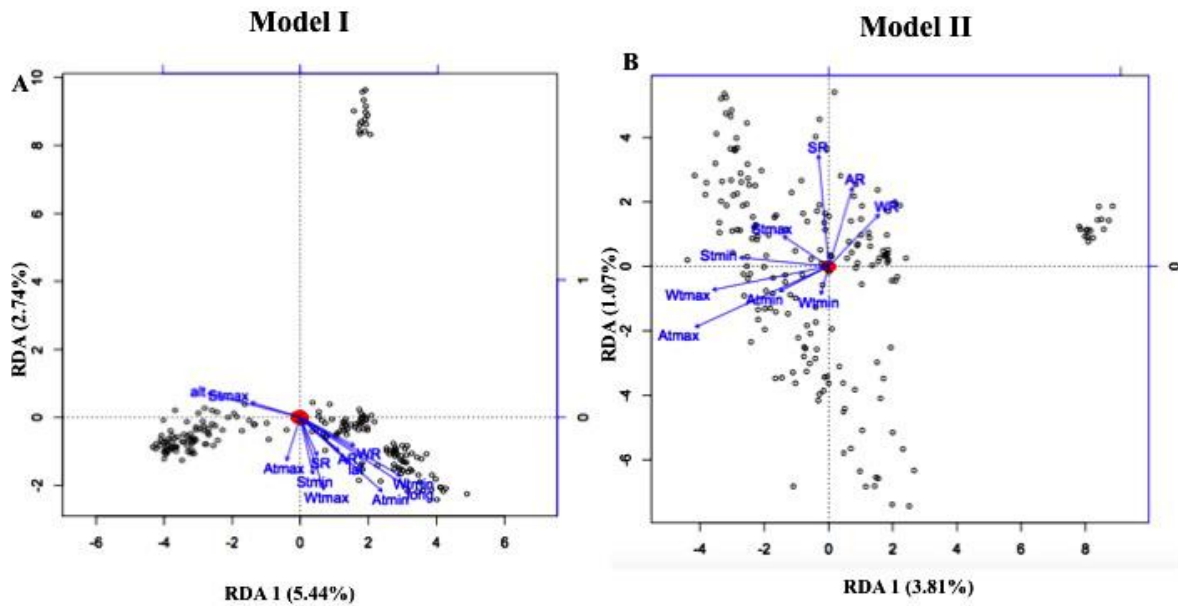 Model I
Model II
A
B
10
8
6
4
2
0
-2
RDA (2.74%)
alt
Stmax
Atmax
SR
Stmin
Wtmax
AR
WR
lat
Wtmin
Atmin
long
1
0
-6 -4 -2 0 2 4 6
RDA 1 (5.44%)
4
2
0
-2
-4
-6
RDA (1.07%)
SR
AR
WR
Stmax
Stmin
Wtmax
Atmin
Wtmin
Atmax
0
-4 -2 0 2 4 6 8
RDA 1 (3.81%)